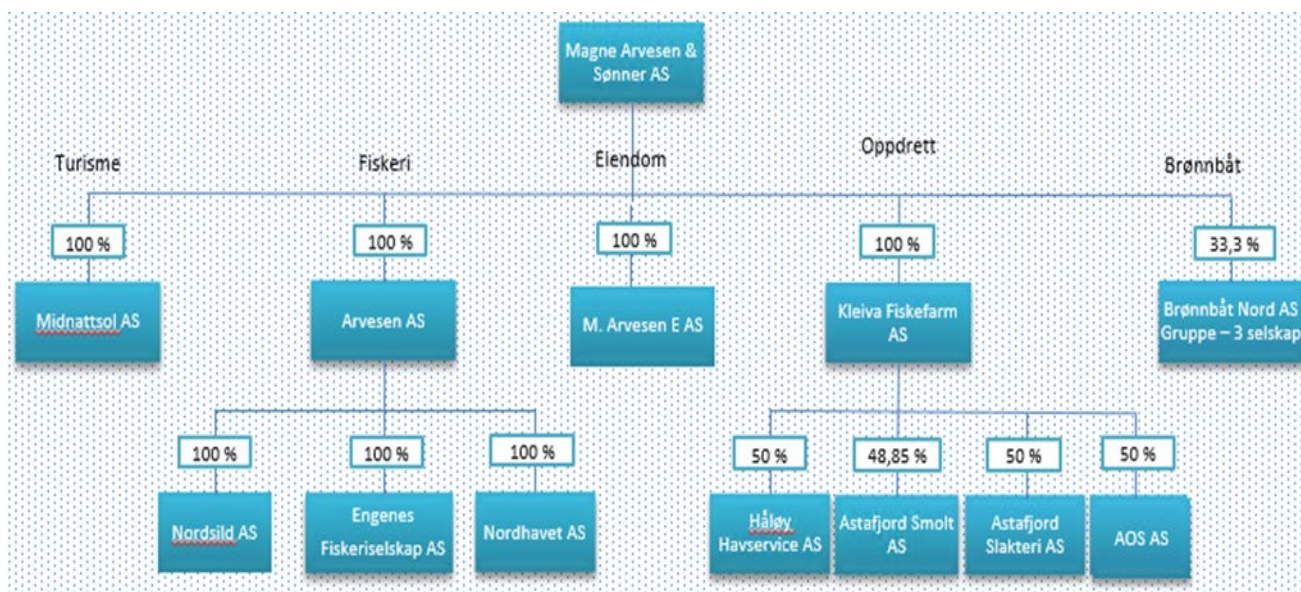 Magne Arvesen &
Sønner AS
Turisme
Fiskeri
Eiendom
Oppdrett
Brønnbåt
100 %
100 %
100 %
100 %
33,3 %
Midnattsol AS
Arvesen AS
M. Arvesen E AS
Kleiva Fiskefarm
AS
Brønnbåt Nord AS
Gruppe – 3 selskap
100 %
100 %
100 %
50 %
48,85 %
50 %
50 %
Nordsild AS
Engenes
Fiskeriselskap AS
Nordhavet AS
Håløy
Havservice AS
Astafjord Smolt
AS
Astafjord
Slakteri AS
AOS AS